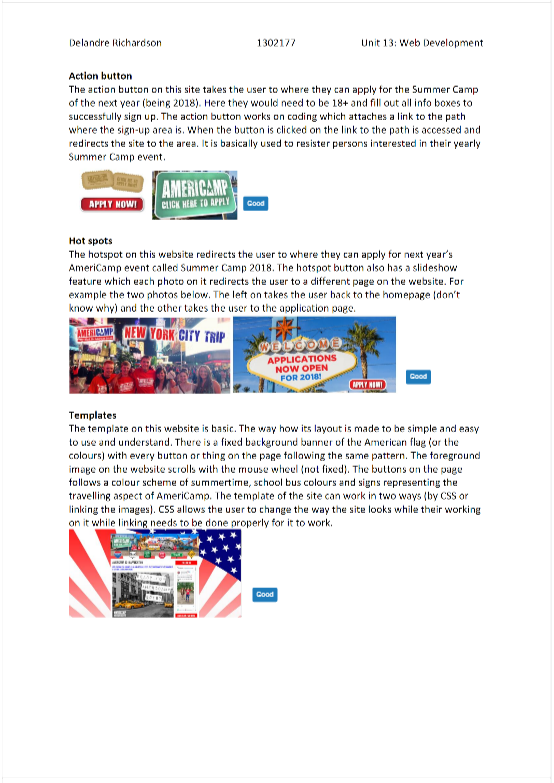 Delandre Richardson 1302177 Unit 13: Web Development
Action button
The action button on this site takes the user to where they can apply for the Summer Camp
of the next year (being 2018). Here they would need to be 18+ and fill out all info boxes to
successfully sign up. The action button works on coding which attaches a link to the path
where the sign-up area is. When the button is clicked on the link to the path is accessed and
redirects the site to the area. It is basically used to resister persons interested in their yearly
Summer Camp event.
APPLY NOW!
AMERICAMP
CLICK HERE TO APPLY
Good
Hot spots
The hotspot on this website redirects the user to where they can apply for next year's
AmeriCamp event called Summer Camp 2018. The hotspot button also has a slideshow
feature which each photo on it redirects the user to a different page on the website. For
example the two photos below. The left on takes the user back to the homepage (don't
know why) and the other takes the user to the application page.
AMERICAMP
NEW YORK CITY TRIP
WELCOME
APPLICATIONS
NOW OPEN
FOR 2018!
APPLY NOW!
Good
Templates
The template on this website is basic. The way how its layout is made to be simple and easy
to use and understand. There is a fixed background banner of the American flag (or the
colours) with every button or thing on the page following the same pattern. The foreground
image on the website scrolls with the mouse wheel (not fixed). The buttons on the page
follows a colour scheme of summertime, school bus colours and signs representing the
travelling aspect of AmeriCamp. The template of the site can work in two ways (by CSS or
linking the images). CSS allows the user to change the way the site looks while their working
on it while linking needs to be done properly for it to work.
Good